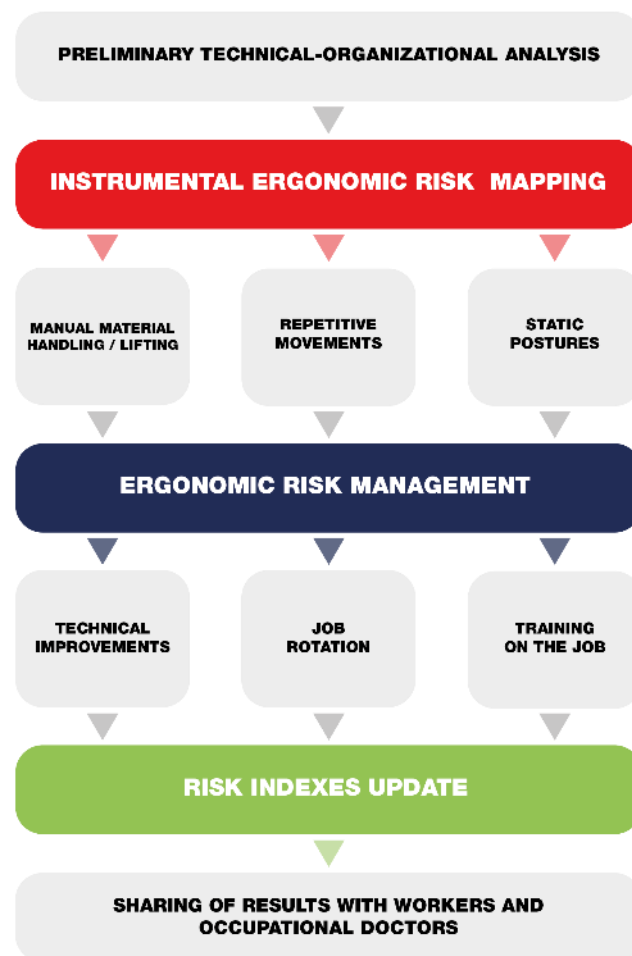 PRELIMINARY TECHNICAL-ORGANIZATIONAL ANALYSIS
INSTRUMENTAL ERGONOMIC RISK MAPPING
MANUAL MATERIAL
HANDLING / LIFTING
REPETITIVE
MOVEMENTS
STATIC
POSTURES
ERGONOMIC RISK MANAGEMENT
TECHNICAL
IMPROVEMENTS
JOB
ROTATION
TRAINING
ON THE JOB
RISK INDEXES UPDATE
SHARING OF RESULTS WITH WORKERS AND
OCCUPATIONAL DOCTORS